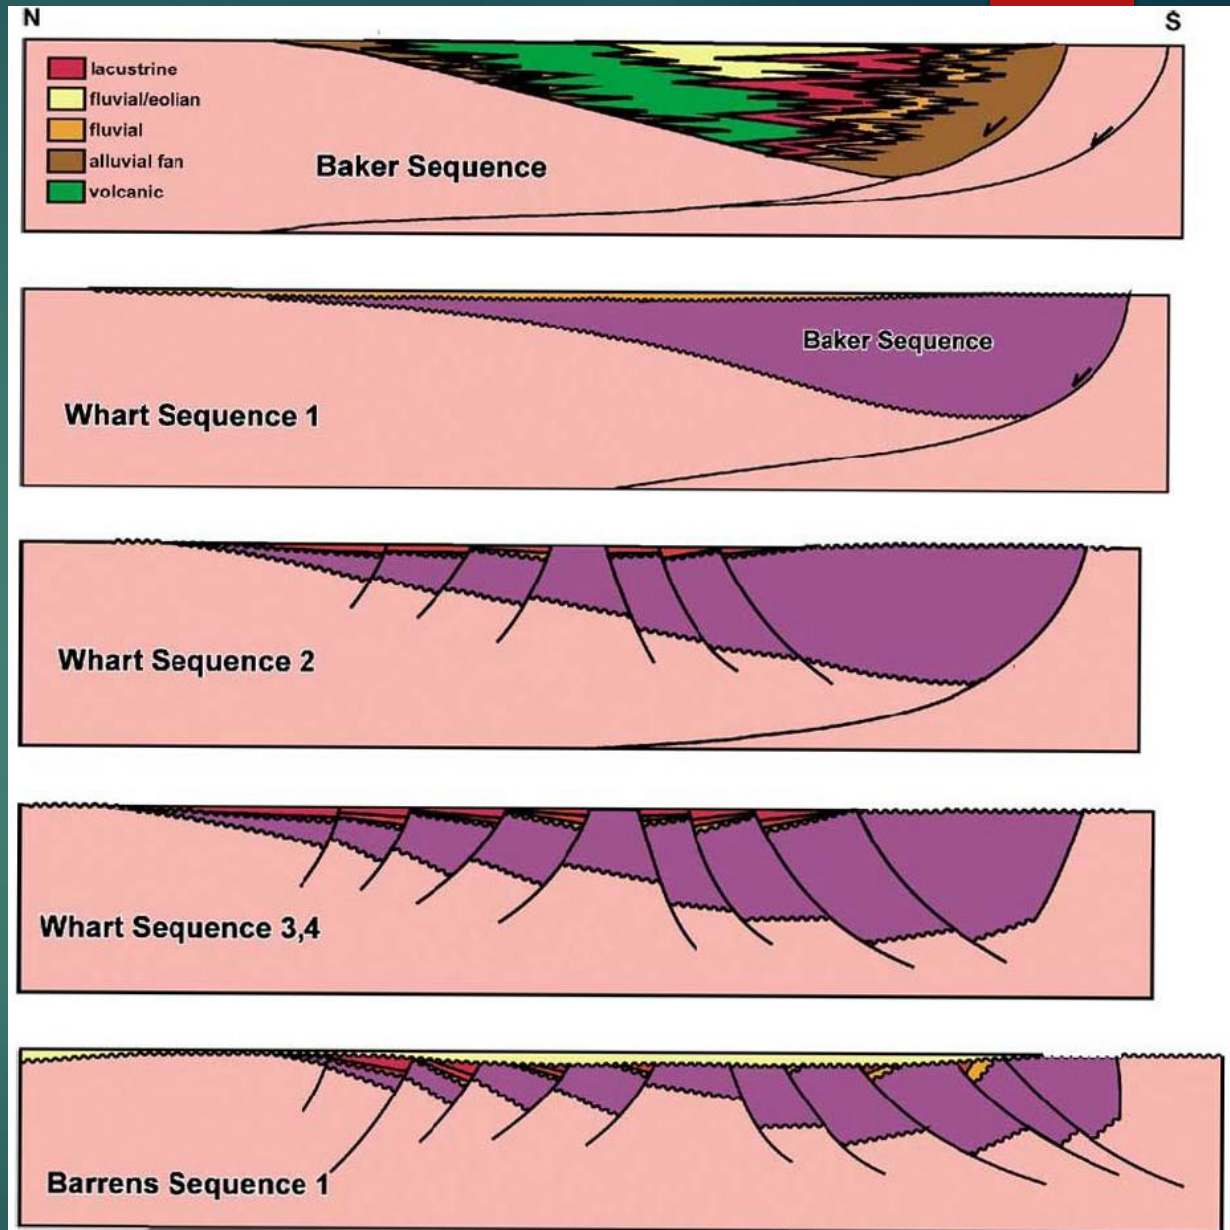 N
S
lacustrine
fluvial/eolian
fluvial
alluvial fan
volcanic
Baker Sequence
Baker Sequence
Whart Sequence 1
Whart Sequence 2
Whart Sequence 3,4
Barrens Sequence 1